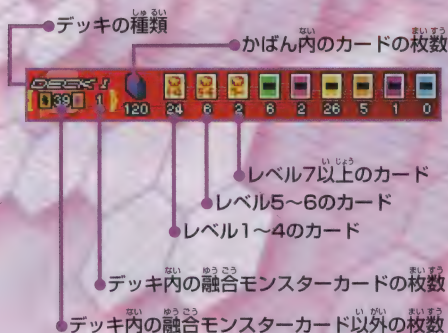 デッキの種類
かばん内のカードの枚数
DECK 1
39 1 120 24 6 2 6 2 26 5 1 0
レベル7以上のカード
レベル5〜6のカード
レベル1〜4のカード
デッキ内の融合モンスターカードの枚数
デッキ内の融合モンスターカード以外の枚数